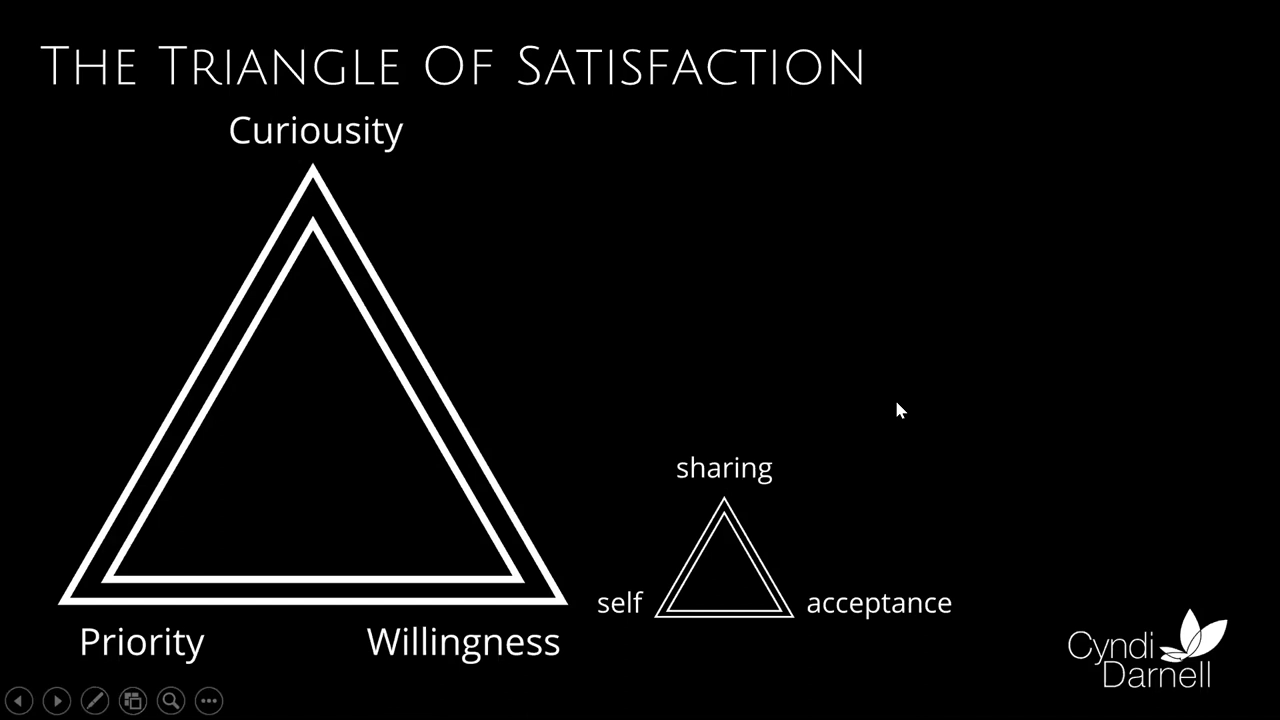 THE TRIANGLE OF SATISFACTION
Curiousity
Priority
Willingness
sharing
self
acceptance
Cyndi
Darnell